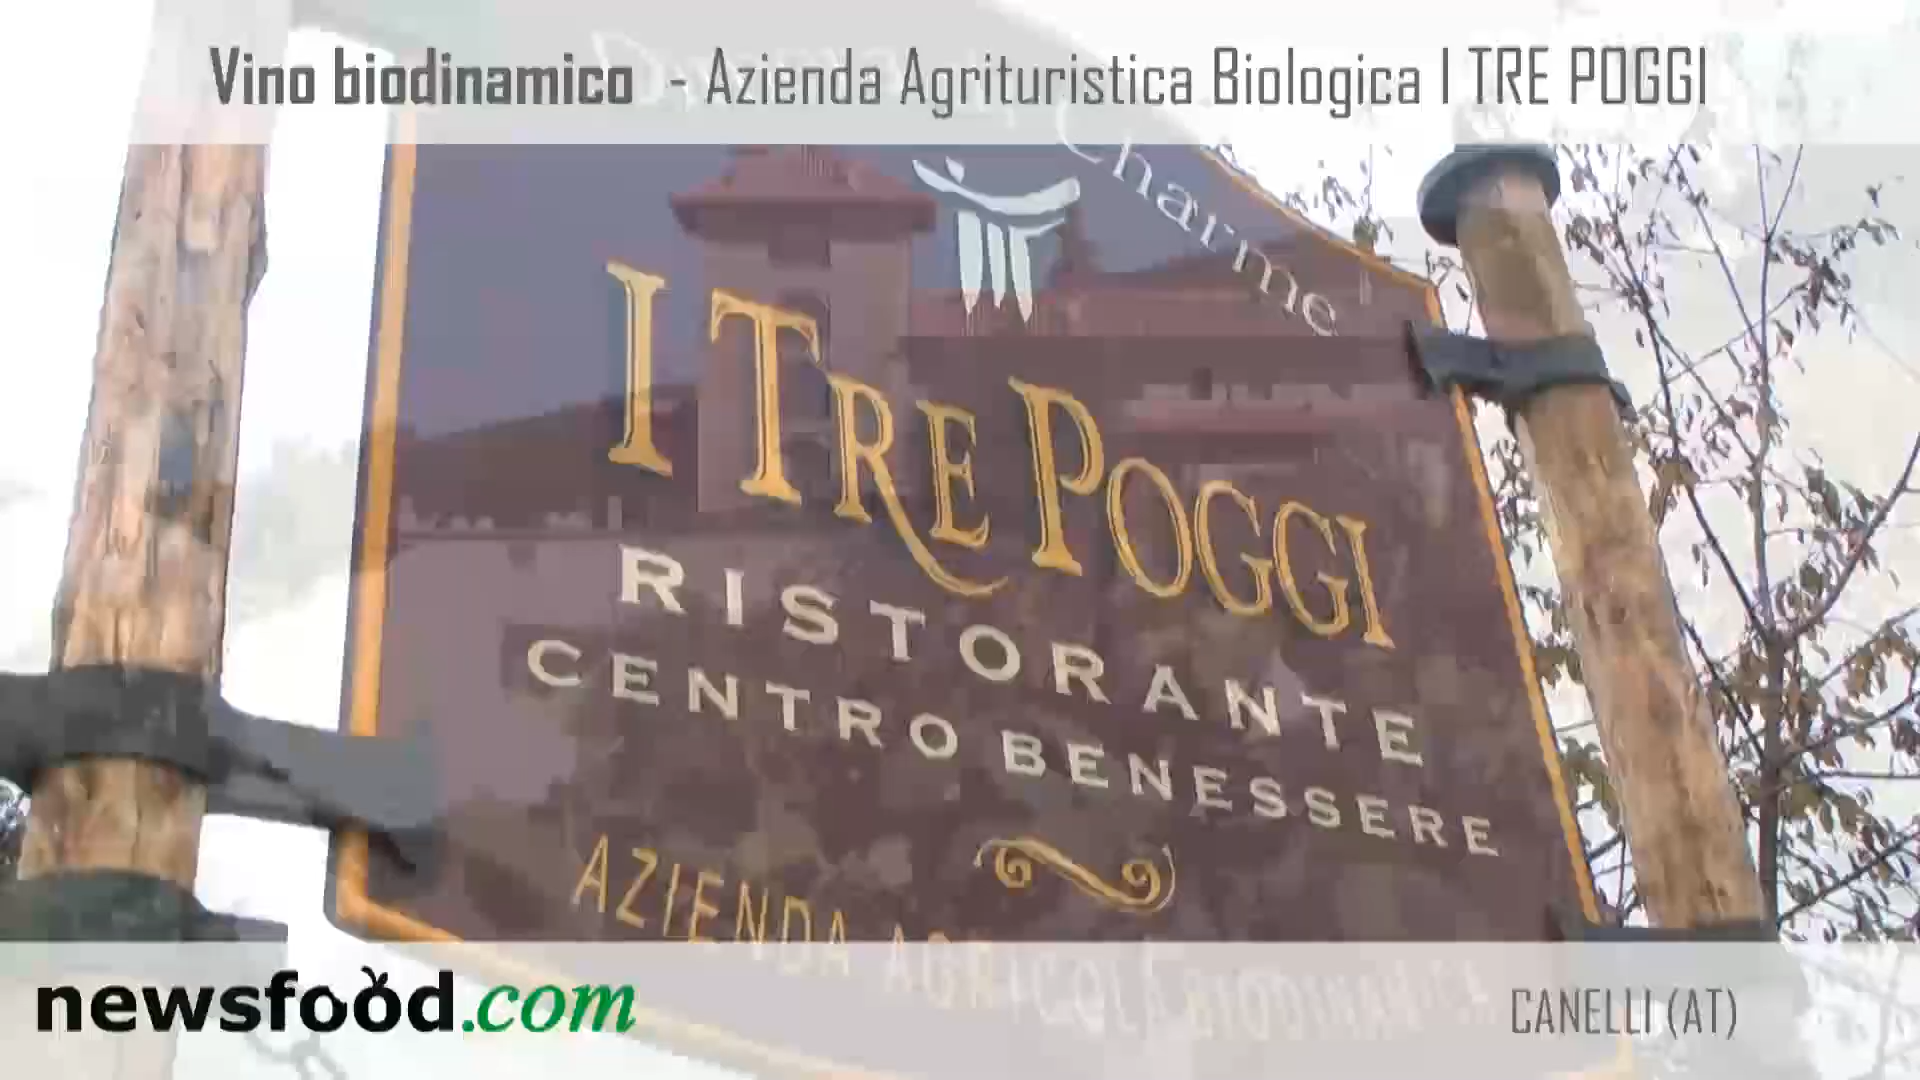 Vino biodinamico - Azienda Agrituristica Biologica I TRE POGGI
Charme
I TRE POGGI
RISTORANTE
CENTRO BENESSERE
AZIENDA AGRICOLA BIODINAMICA
newsfood.com
CANELLI (AT)